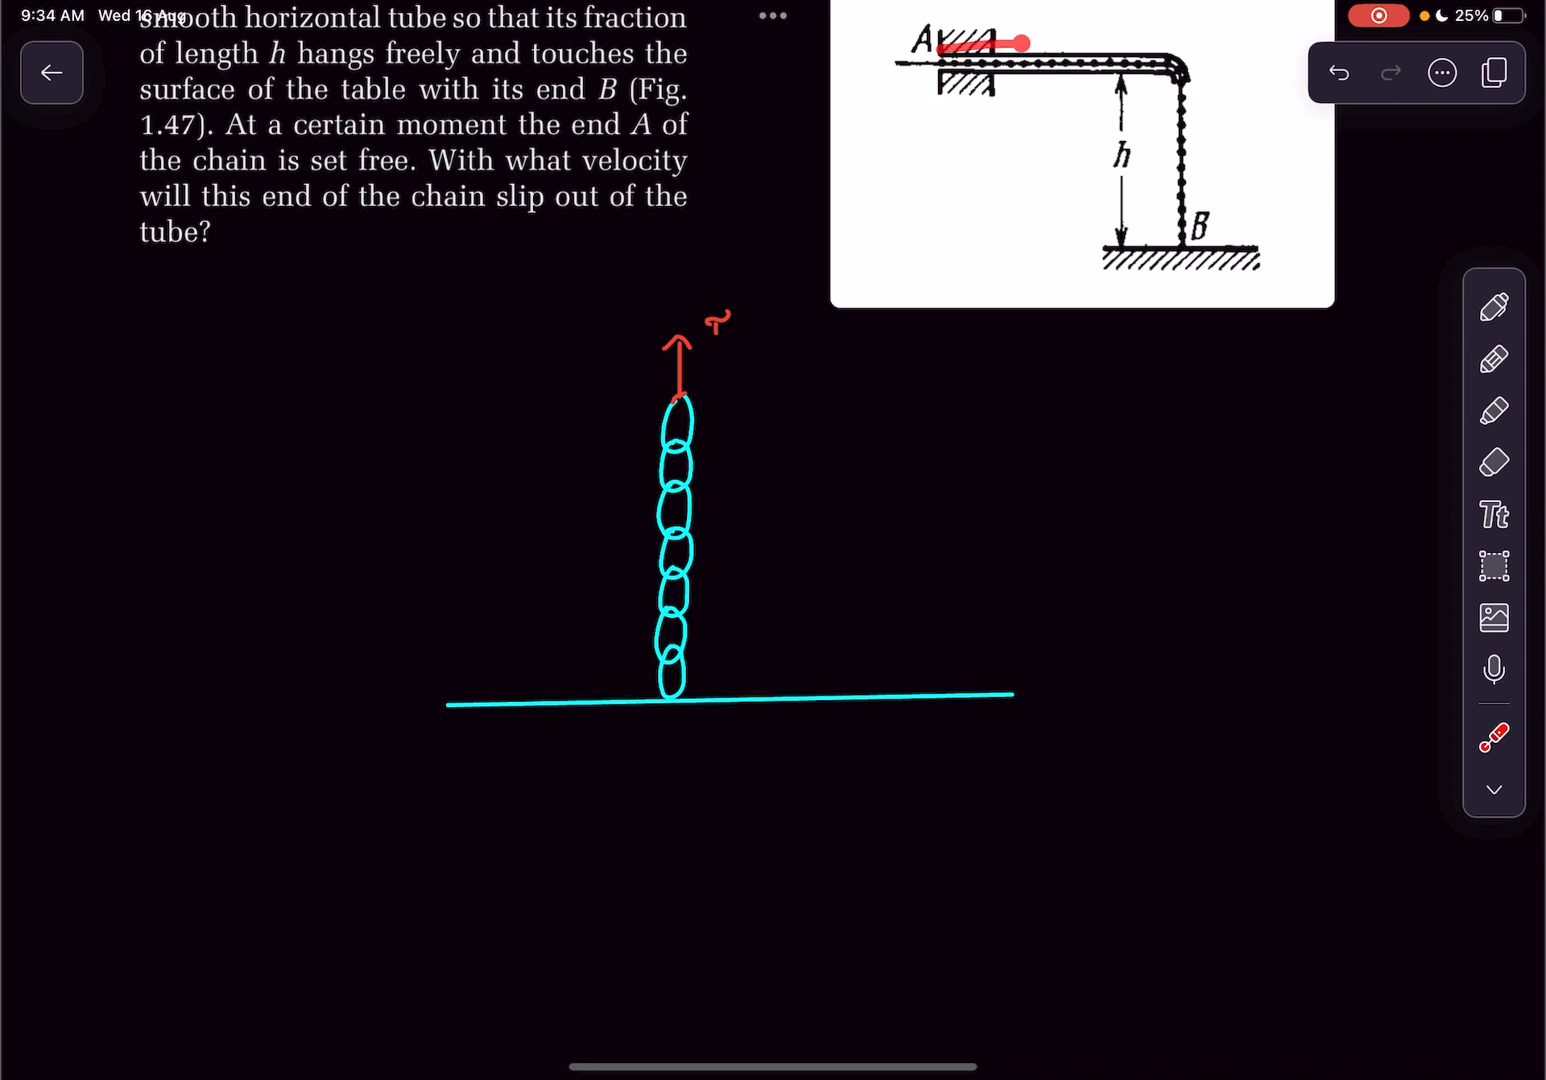 9:34 AM Wed 16 Aug
25%
smooth horizontal tube so that its fraction
of length h hangs freely and touches the
surface of the table with its end B (Fig.
1.47). At a certain moment the end A of
the chain is set free. With what velocity
will this end of the chain slip out of the
tube?
A
h
B
Tt